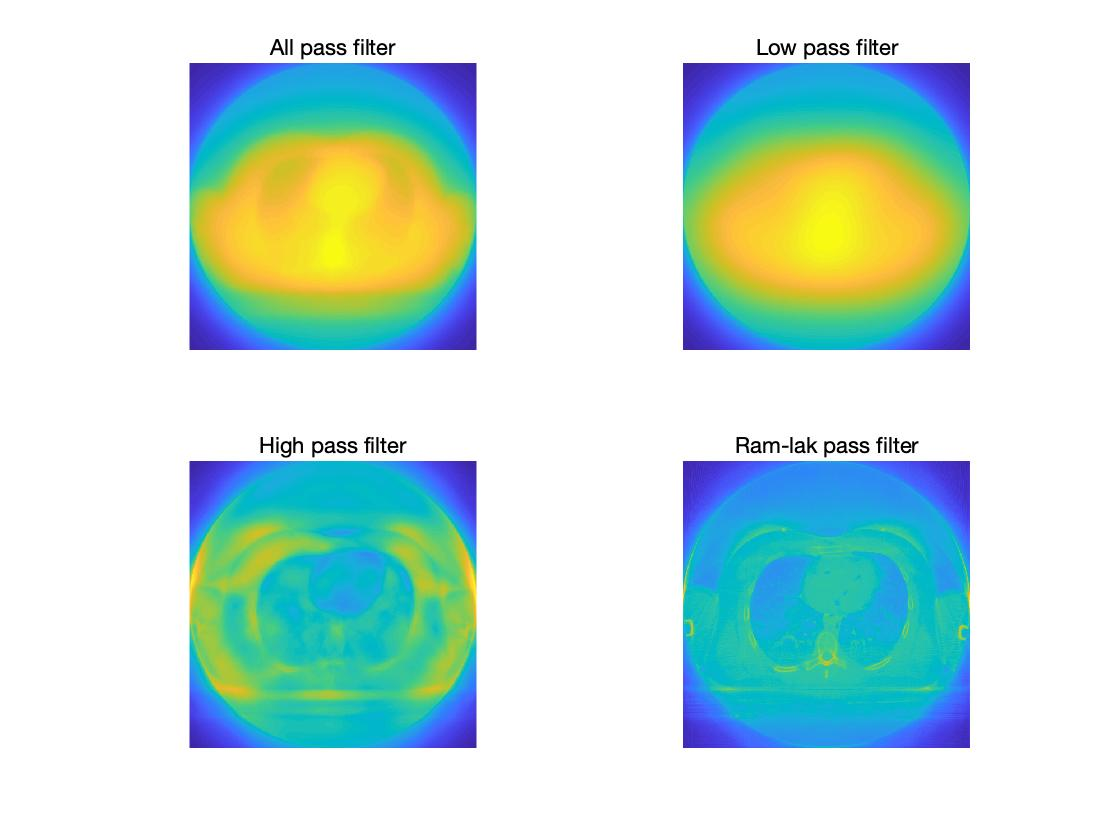 All pass filter
Low pass filter
High pass filter
Ram-lak pass filter